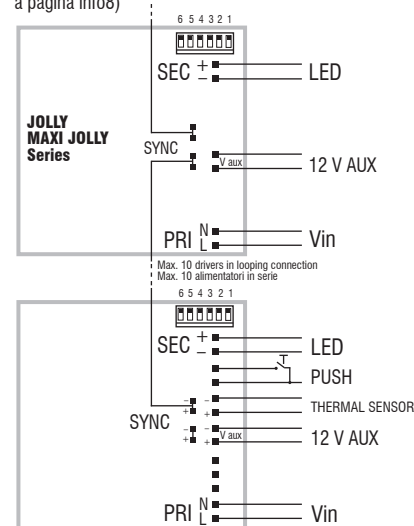 a pagina info8)
6 5 4 3 2 1
SEC + − LED
JOLLY
MAXI JOLLY
Series
SYNC
V aux 12 V AUX
PRI N L Vin
Max. 10 drivers in looping connection
Max. 10 alimentatori in serie
6 5 4 3 2 1
SEC + − LED
T
PUSH
− − THERMAL SENSOR
+ +
SYNC
− − V aux 12 V AUX
+ +
PRI N L Vin